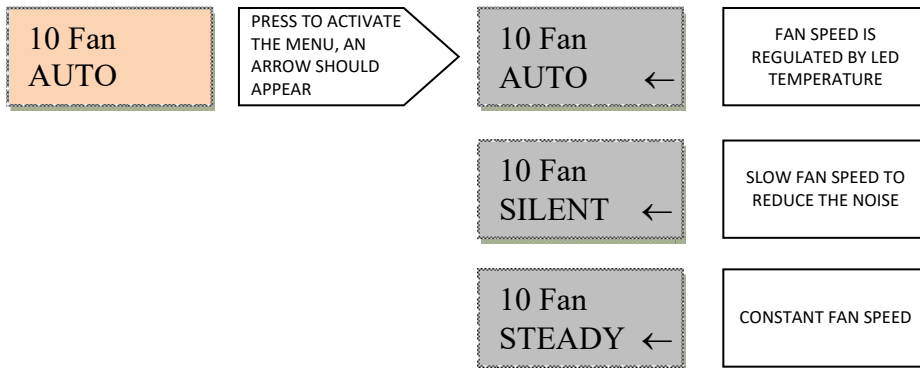 10 Fan
AUTO
PRESS TO ACTIVATE
THE MENU, AN
ARROW SHOULD
APPEAR
10 Fan
AUTO ←
FAN SPEED IS
REGULATED BY LED
TEMPERATURE
10 Fan
SILENT ←
SLOW FAN SPEED TO
REDUCE THE NOISE
10 Fan
STEADY ←
CONSTANT FAN SPEED